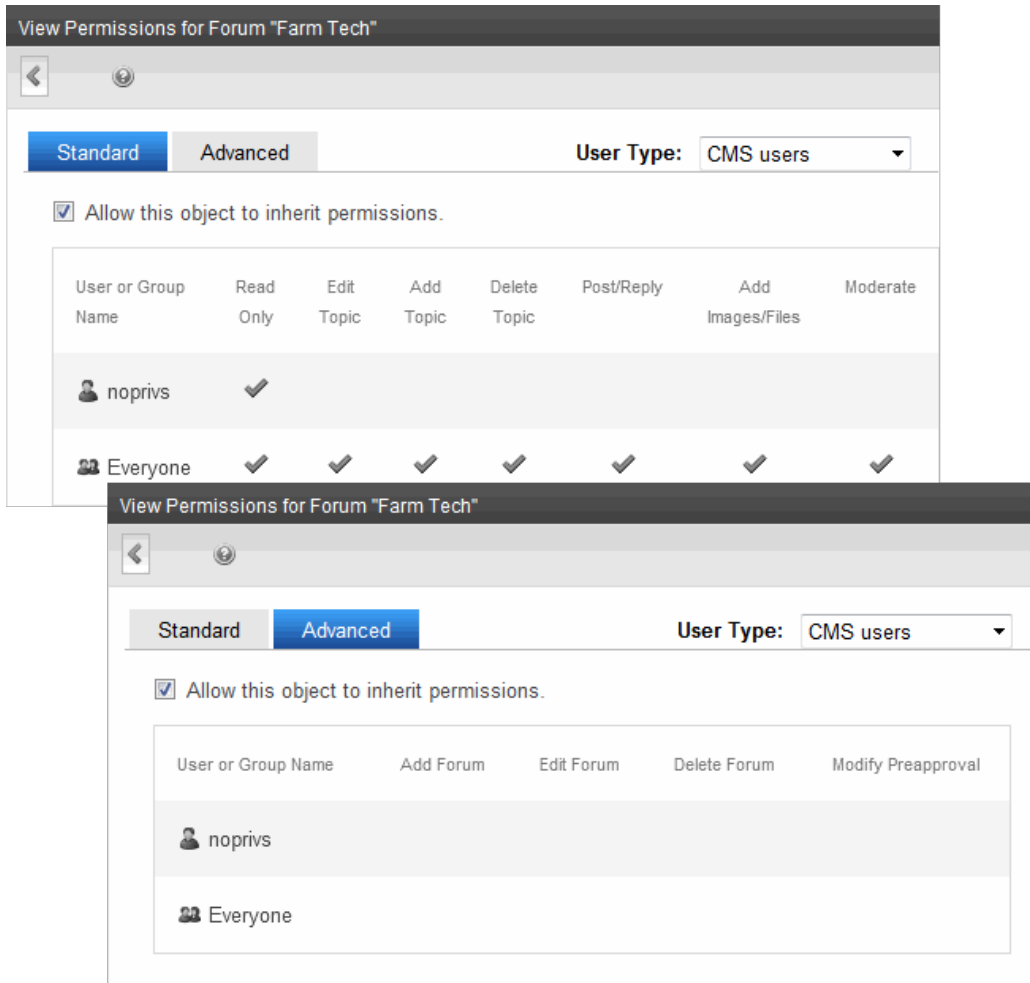 View Permissions for Forum "Farm Tech"
Standard Advanced User Type: CMS users
Allow this object to inherit permissions.
User or Group Read Edit Add Delete Post/Reply Add Moderate
Name Only Topic Topic Topic Images/Files
noprivs
Everyone
View Permissions for Forum "Farm Tech"
Standard Advanced User Type: CMS users
Allow this object to inherit permissions.
User or Group Name Add Forum Edit Forum Delete Forum Modify Preapproval
noprivs
Everyone